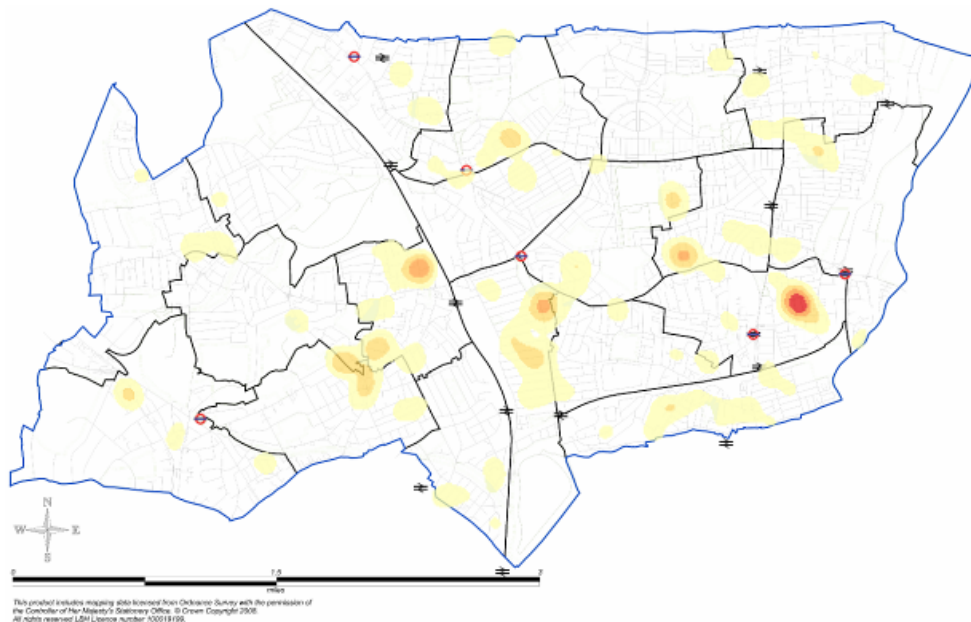 N
W E
S
0 1.5 3
miles
This product includes mapping data licensed from Ordnance Survey with the permission of
the Controller of Her Majesty's Stationery Office. © Crown Copyright 2008.
All rights reserved LBH Licence number 100019199.